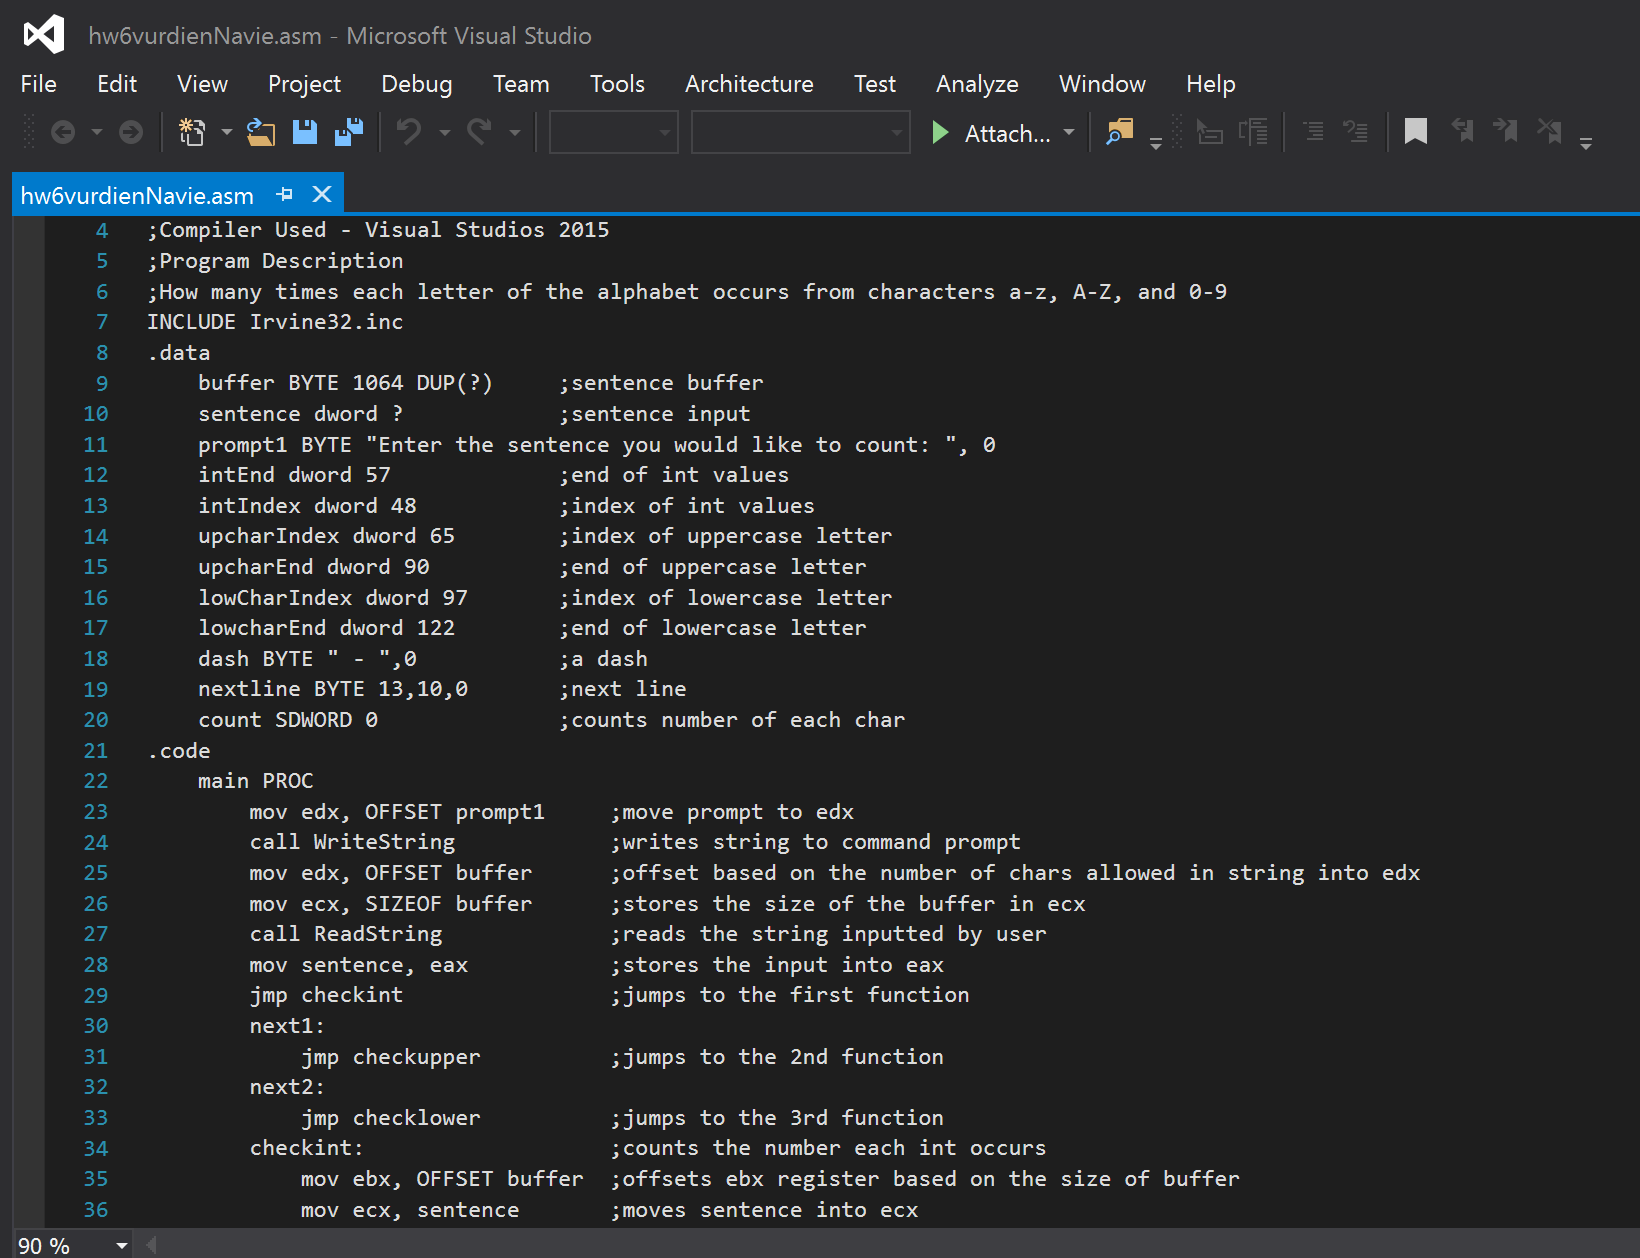 hw6vurdienNavie.asm - Microsoft Visual Studio
File Edit View Project Debug Team Tools Architecture Test Analyze Window Help
Attach...
hw6vurdienNavie.asm
4 ;Compiler Used - Visual Studios 2015
5 ;Program Description
6 ;How many times each letter of the alphabet occurs from characters a-z, A-Z, and 0-9
7 INCLUDE Irvine32.inc
8 .data
9 buffer BYTE 1064 DUP(?) ;sentence buffer
10 sentence dword ? ;sentence input
11 prompt1 BYTE "Enter the sentence you would like to count: ", 0
12 intEnd dword 57 ;end of int values
13 intIndex dword 48 ;index of int values
14 upcharIndex dword 65 ;index of uppercase letter
15 upcharEnd dword 90 ;end of uppercase letter
16 lowCharIndex dword 97 ;index of lowercase letter
17 lowcharEnd dword 122 ;end of lowercase letter
18 dash BYTE " - ",0 ;a dash
19 nextline BYTE 13,10,0 ;next line
20 count SDWORD 0 ;counts number of each char
21 .code
22 main PROC
23 mov edx, OFFSET prompt1 ;move prompt to edx
24 call WriteString ;writes string to command prompt
25 mov edx, OFFSET buffer ;offset based on the number of chars allowed in string into edx
26 mov ecx, SIZEOF buffer ;stores the size of the buffer in ecx
27 call ReadString ;reads the string inputted by user
28 mov sentence, eax ;stores the input into eax
29 jmp checkint ;jumps to the first function
30 next1:
31 jmp checkupper ;jumps to the 2nd function
32 next2:
33 jmp checklower ;jumps to the 3rd function
34 checkint: ;counts the number each int occurs
35 mov ebx, OFFSET buffer ;offsets ebx register based on the size of buffer
36 mov ecx, sentence ;moves sentence into ecx
90 %